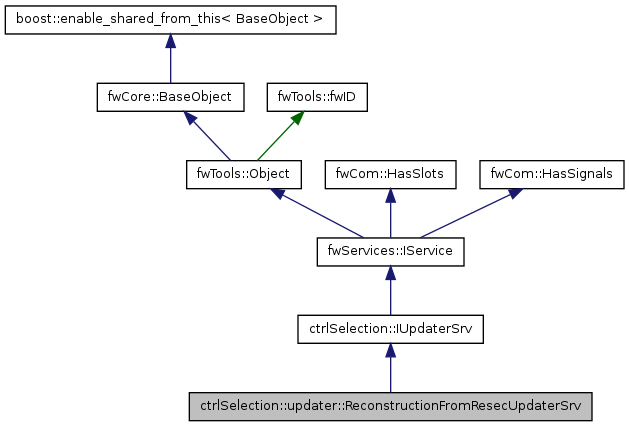 boost::enable_shared_from_this< BaseObject >
fwCore::BaseObject
fwTools::fwID
fwTools::Object
fwCom::HasSlots
fwCom::HasSignals
fwServices::IService
ctrlSelection::IUpdaterSrv
ctrlSelection::updater::ReconstructionFromResecUpdaterSrv